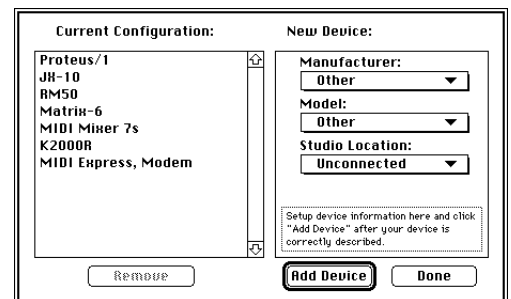 Current Configuration:
Proteus/1
JX-10
RM50
Matrix-6
MIDI Mixer 7s
K2000R
MIDI Express, Modem
Remove
New Device:
Manufacturer:
Other
Model:
Other
Studio Location:
Unconnected
Setup device information here and click
"Add Device" after your device is
correctly described.
Add Device
Done